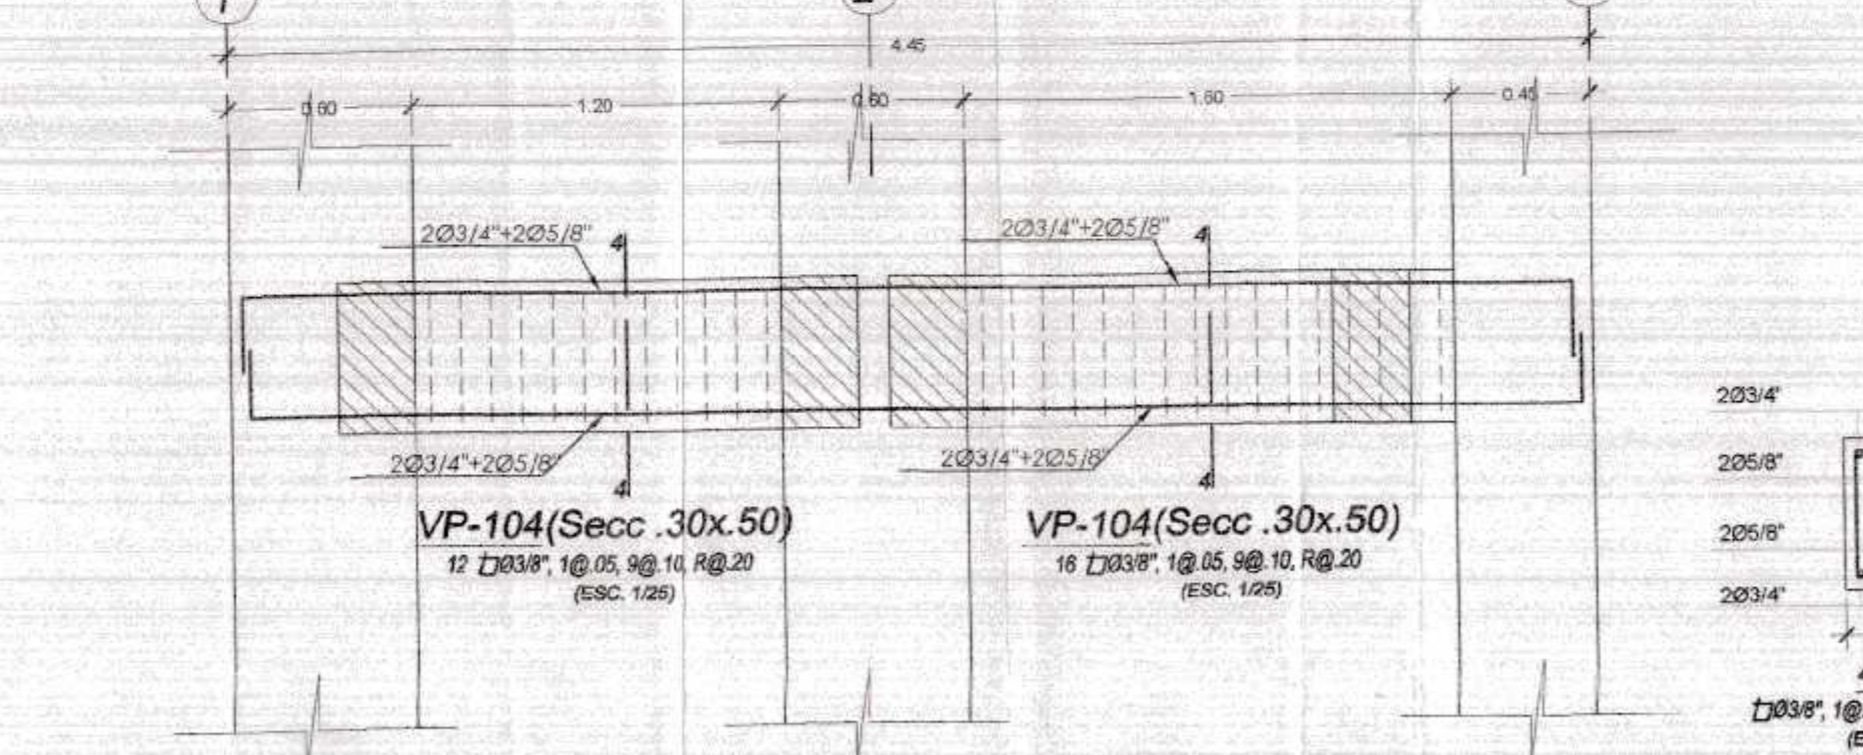 1
4.45
0.60
1.20
0.60
1.60
0.45
2Ø3/4"+2Ø5/8"
4
2Ø3/4"+2Ø5/8"
4
2Ø3/4"+2Ø5/8"
4
2Ø3/4"+2Ø5/8"
4
VP-104(Secc .30x.50)
12 Ø3/8", 1@.05, 9@.10, R@.20
(ESC. 1/25)
VP-104(Secc .30x.50)
16 Ø3/8", 1@.05, 9@.10, R@.20
(ESC. 1/25)
2Ø3/4"
2Ø5/8"
2Ø5/8"
2Ø3/4"
Ø3/8", 1@